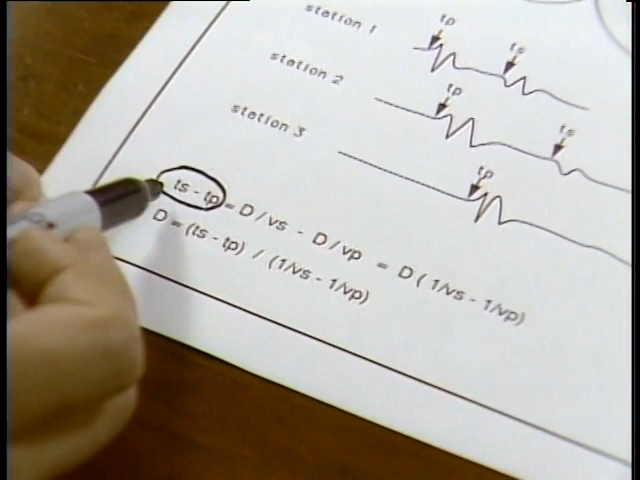 station 1 tp tp
station 2 tp ts
station 3 tp
ts - tp = D/vs - D/vp = D(1/vs - 1/vp)
D = (ts - tp) / (1/vs - 1/vp)